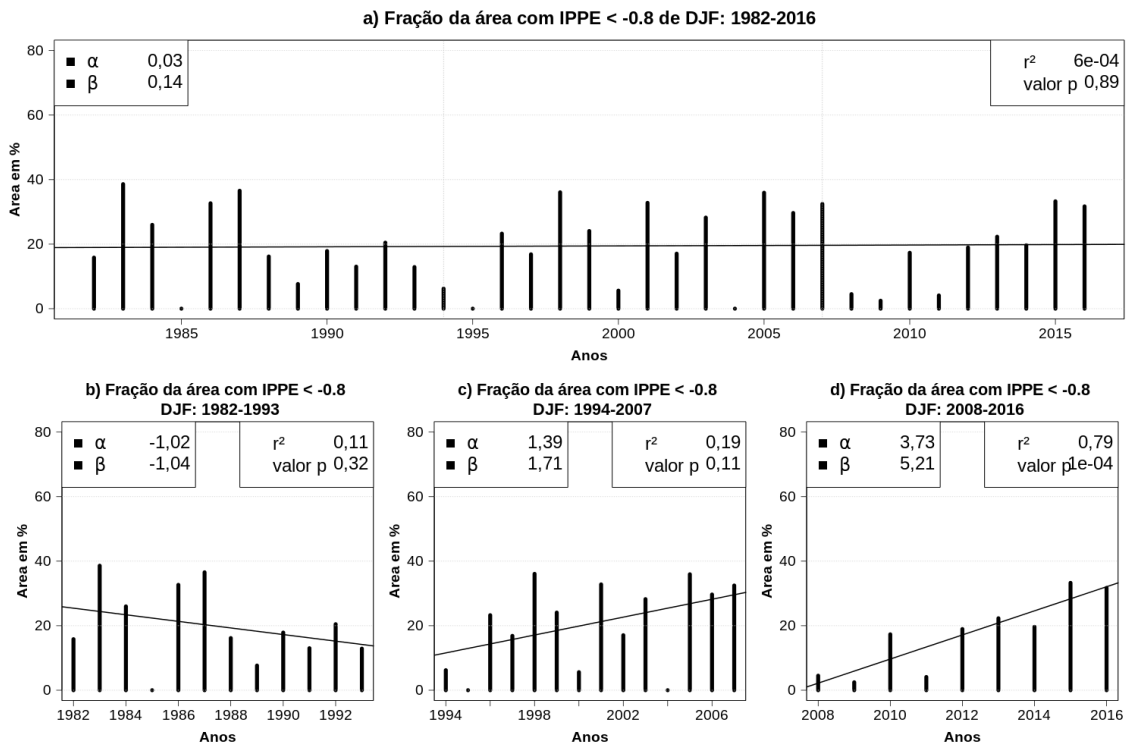 a) Fração da área com IPPE < -0.8 de DJF: 1982-2016
α 0,03
β 0,14
r² 6e-04
valor p 0,89
Area em %
80
60
40
20
0
1985 1990 1995 2000 2005 2010 2015
Anos
b) Fração da área com IPPE < -0.8
DJF: 1982-1993
α -1,02
β -1,04
r² 0,11
valor p 0,32
Area em %
80
60
40
20
0
1982 1984 1986 1988 1990 1992
Anos
c) Fração da área com IPPE < -0.8
DJF: 1994-2007
α 1,39
β 1,71
r² 0,19
valor p 0,11
Area em %
80
60
40
20
0
1994 1998 2002 2006
Anos
d) Fração da área com IPPE < -0.8
DJF: 2008-2016
α 3,73
β 5,21
r² 0,79
valor p 1e-04
Area em %
80
60
40
20
0
2008 2010 2012 2014 2016
Anos